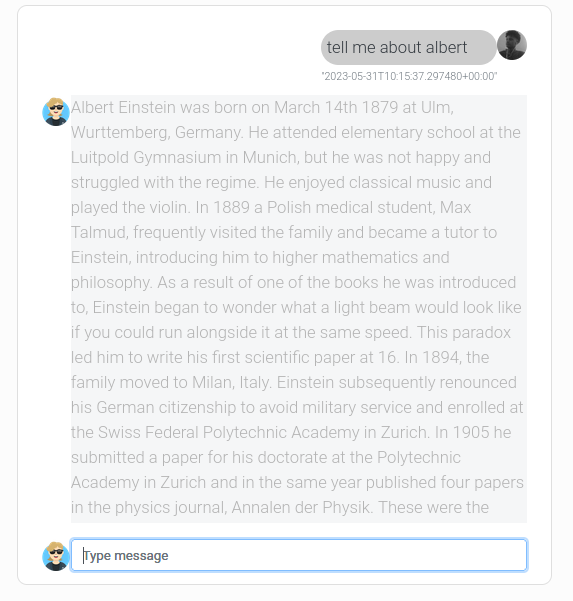 tell me about albert
"2023-05-31T10:15:37.297480+00:00"
Albert Einstein was born on March 14th 1879 at Ulm,
Wurttemberg, Germany. He attended elementary school at the
Luitpold Gymnasium in Munich, but he was not happy and
struggled with the regime. He enjoyed classical music and
played the violin. In 1889 a Polish medical student, Max
Talmud, frequently visited the family and became a tutor to
Einstein, introducing him to higher mathematics and
philosophy. As a result of one of the books he was introduced
to, Einstein began to wonder what a light beam would look like
if you could run alongside it at the same speed. This paradox
led him to write his first scientific paper at 16. In 1894, the
family moved to Milan, Italy. Einstein subsequently renounced
his German citizenship to avoid military service and enrolled at
the Swiss Federal Polytechnic Academy in Zurich. In 1905 he
submitted a paper for his doctorate at the Polytechnic
Academy in Zurich and in the same year published four papers
in the physics journal, Annalen der Physik. These were the
Type message